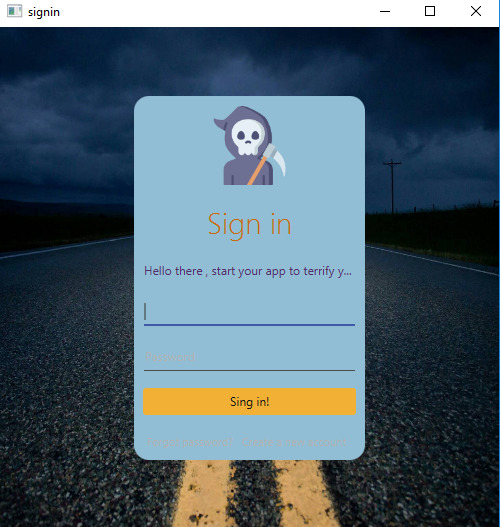 signin
Sign in
Hello there , start your app to terrify y...
Password
Sing in!